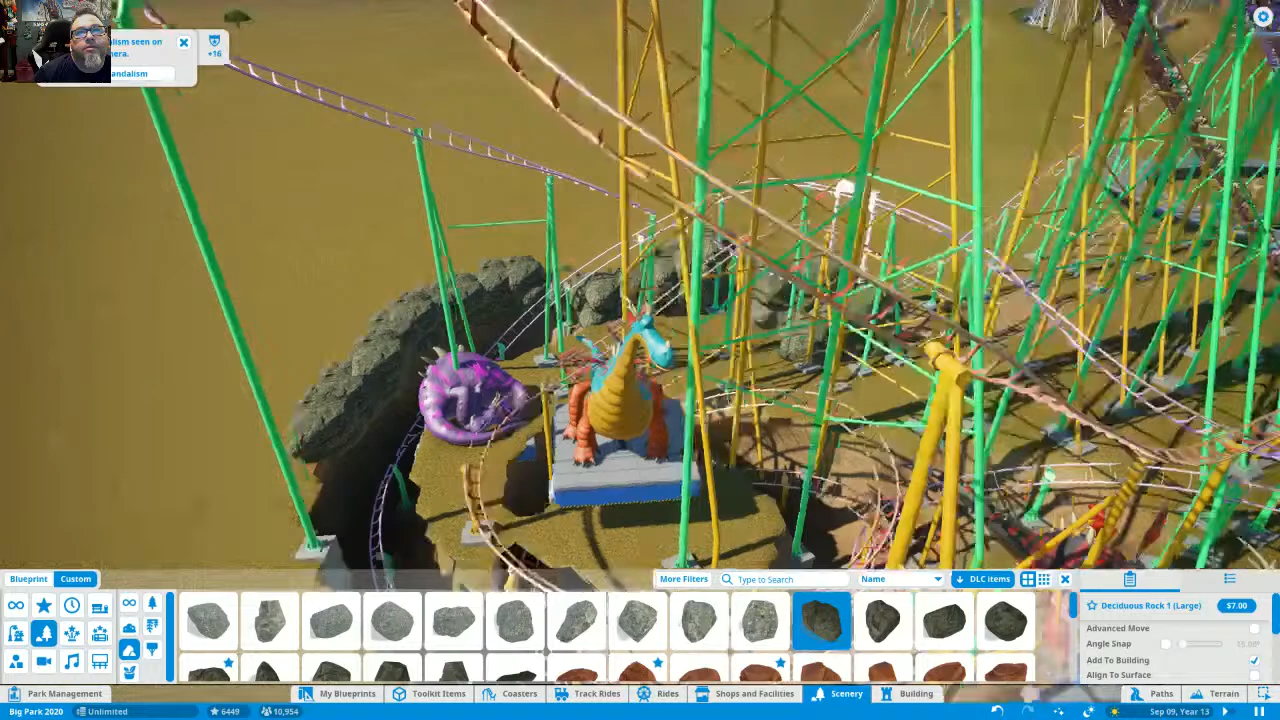 alism seen on
era.
+16
andalism
Blueprint
Custom
More Filters
Type to Search
Name
DLC items
Deciduous Rock 1 (Large)
$7.00
Advanced Move
Angle Snap
Add To Building
Align To Surface
Park Management
My Blueprints
Toolkit Items
Coasters
Track Rides
Rides
Shops and Facilities
Scenery
Building
Paths
Terrain
Big Park 2020
Unlimited
6449
10,954
Sep 09, Year 13